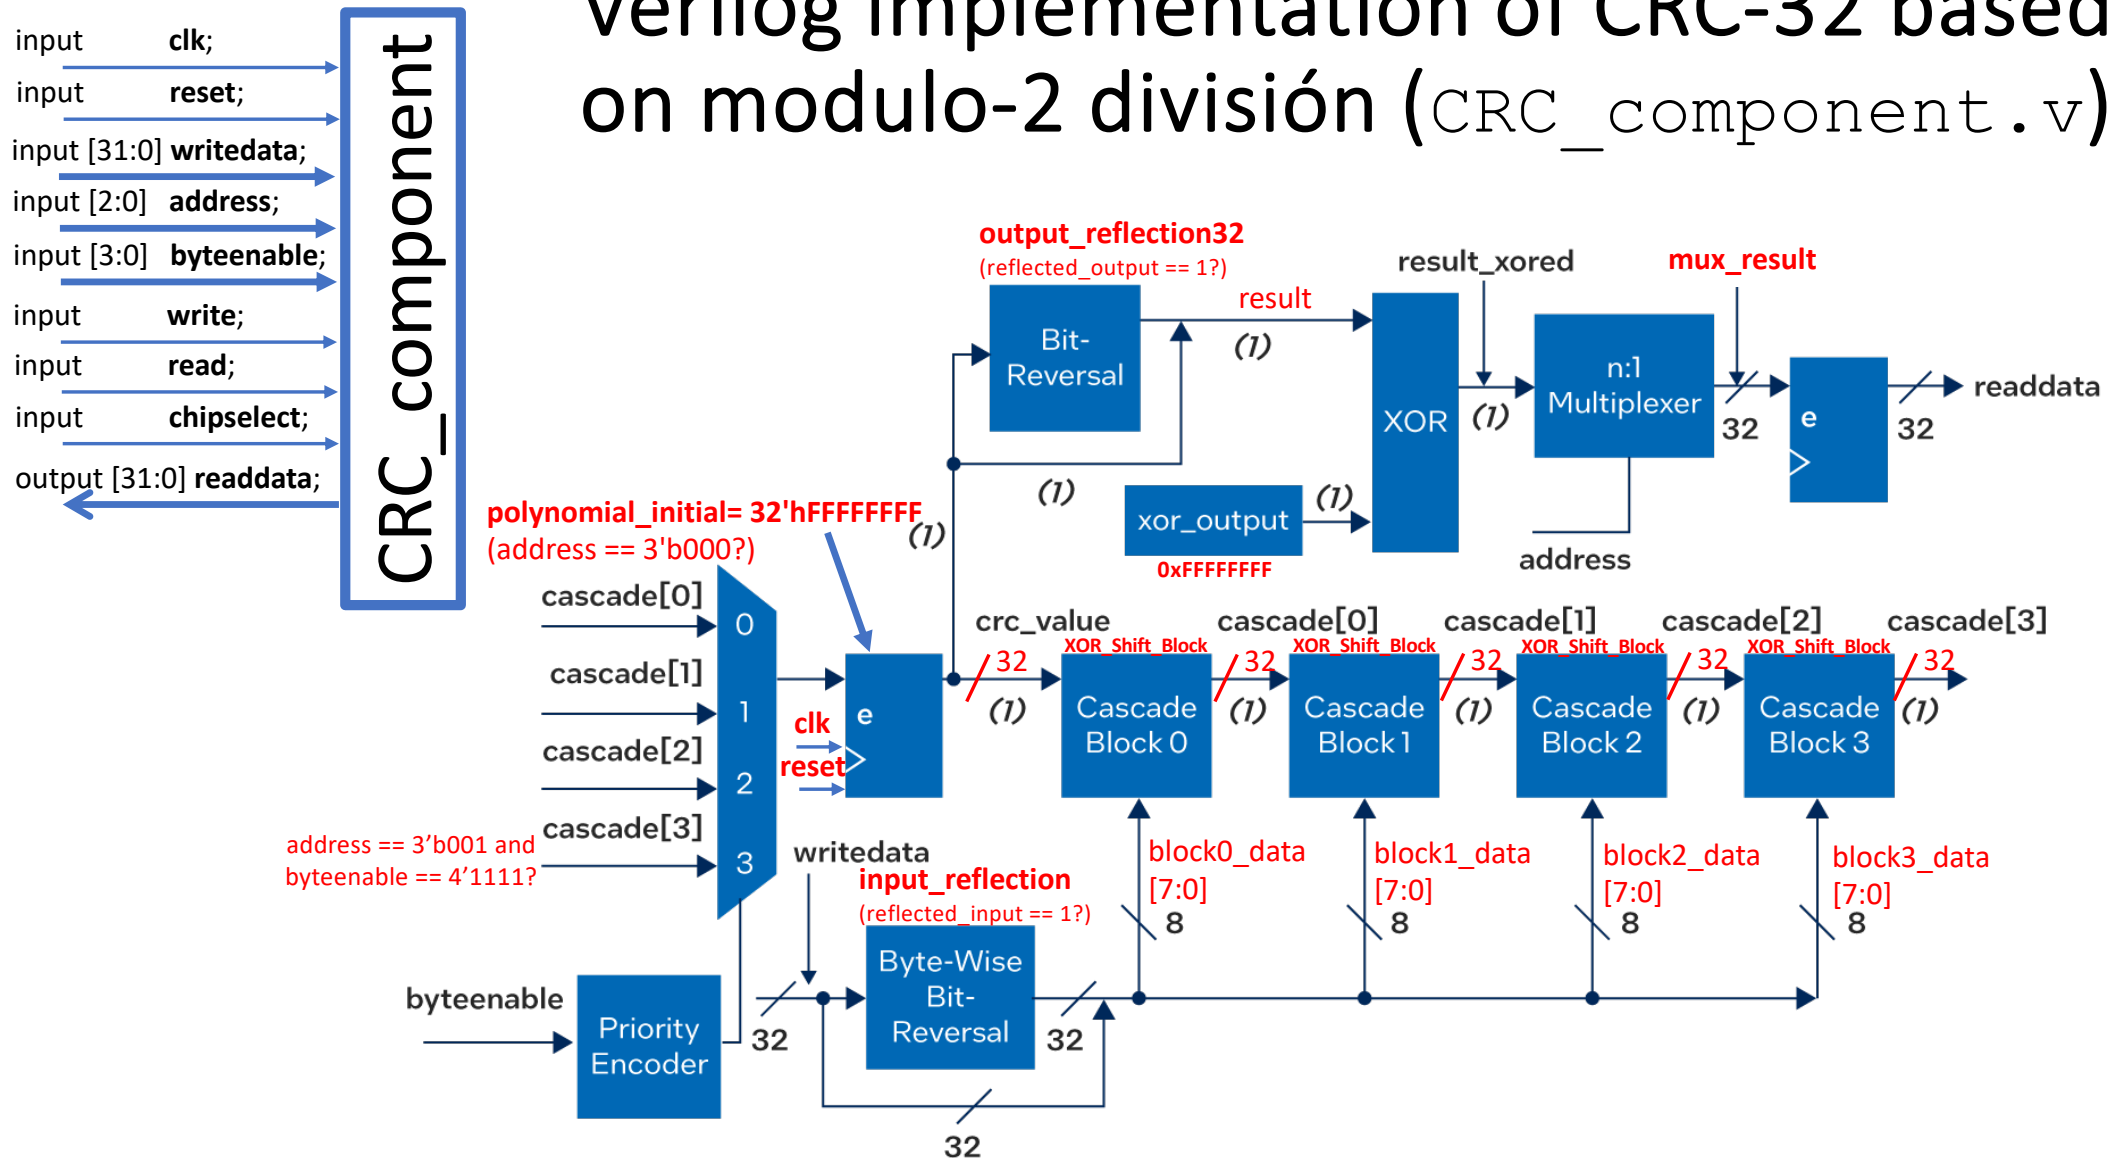 Verilog implementation of CRC-32 based
on modulo-2 división (CRC_component.v)
input clk;
input reset;
input [31:0] writedata;
input [2:0] address;
input [3:0] byteenable;
input write;
input read;
input chipselect;
output [31:0] readdata;
CRC_component
output_reflection32
(reflected_output == 1?)
Bit-
Reversal
result
(1)
(1)
xor_output
0xFFFFFFFF
(1)
XOR
result_xored
(1)
n:1
Multiplexer
address
mux_result
32
e
32
readdata
polynomial_initial= 32'hFFFFFFFF
(address == 3'b000?)
(1)
cascade[0]
0
cascade[1]
1
cascade[2]
2
cascade[3]
3
address == 3’b001 and
byteenable == 4’1111?
clk
reset
e
crc_value
32
(1)
XOR_Shift_Block
Cascade
Block 0
cascade[0]
32
(1)
XOR_Shift_Block
Cascade
Block 1
cascade[1]
32
(1)
XOR_Shift_Block
Cascade
Block 2
cascade[2]
32
(1)
XOR_Shift_Block
Cascade
Block 3
cascade[3]
32
(1)
block0_data
[7:0]
8
block1_data
[7:0]
8
block2_data
[7:0]
8
block3_data
[7:0]
8
byteenable
Priority
Encoder
writedata
32
input_reflection
(reflected_input == 1?)
Byte-Wise
Bit-
Reversal
32
32